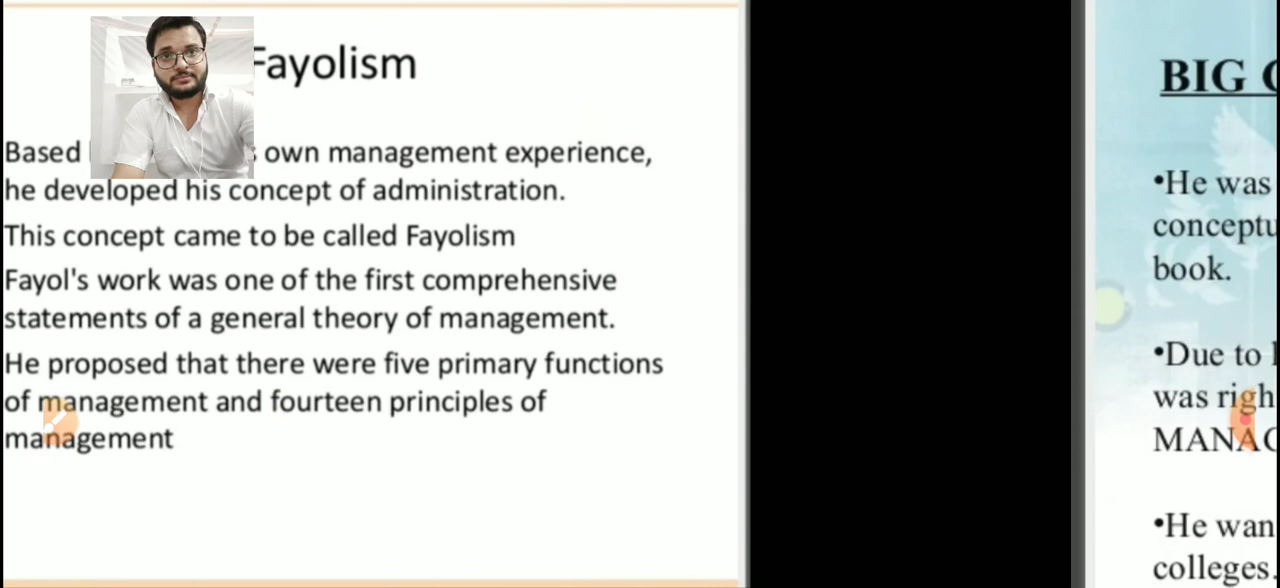 Fayolism
Based own management experience,
he developed his concept of administration.
This concept came to be called Fayolism
Fayol's work was one of the first comprehensive
statements of a general theory of management.
He proposed that there were five primary functions
of management and fourteen principles of
management
BIG
•He was
conceptu
book.
•Due to
was righ
MANAG
•He wan
colleges.